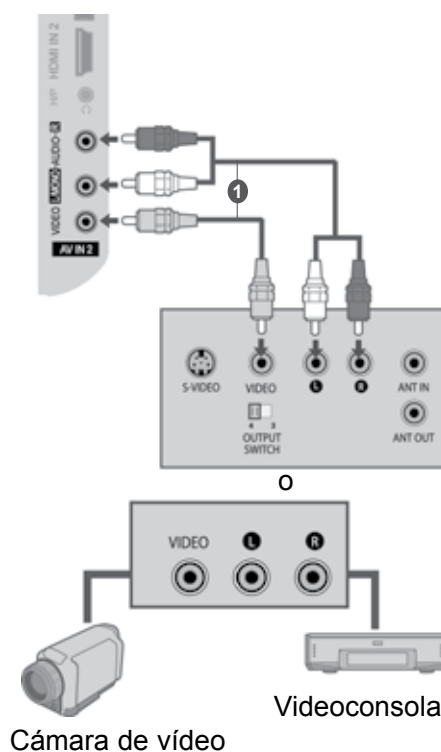 HDMI IN 2
H/P
VIDEO L/MONO AUDIO R
AV IN 2
1
S-VIDEO
VIDEO
L
R
ANT IN
4 3
OUTPUT
SWITCH
ANT OUT
o
VIDEO
L
R
Videoconsola
Cámara de vídeo